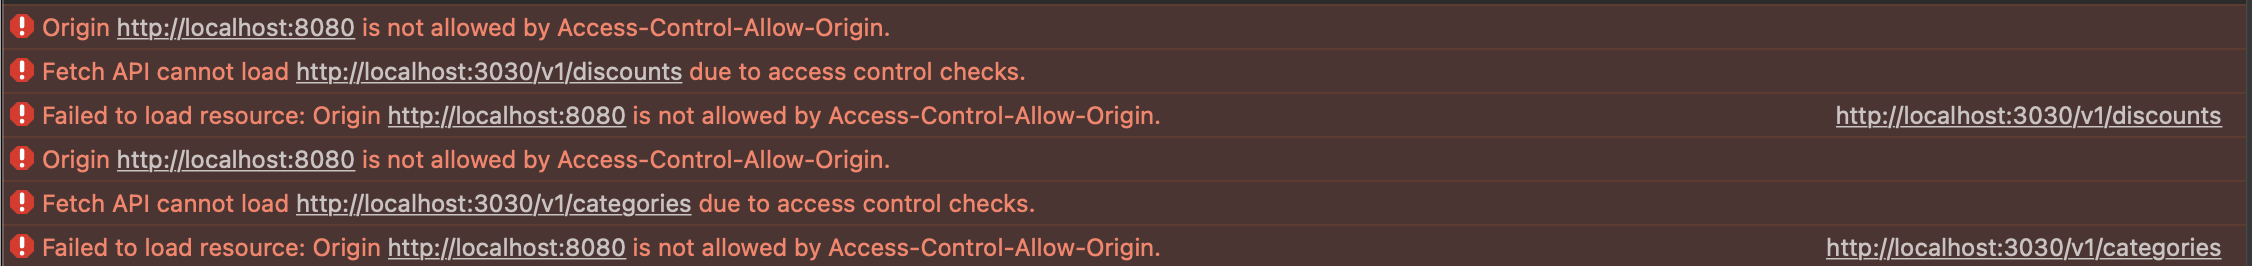 Origin http://localhost:8080 is not allowed by Access-Control-Allow-Origin.
Fetch API cannot load http://localhost:3030/v1/discounts due to access control checks.
Failed to load resource: Origin http://localhost:8080 is not allowed by Access-Control-Allow-Origin. http://localhost:3030/v1/discounts
Origin http://localhost:8080 is not allowed by Access-Control-Allow-Origin.
Fetch API cannot load http://localhost:3030/v1/categories due to access control checks.
Failed to load resource: Origin http://localhost:8080 is not allowed by Access-Control-Allow-Origin. http://localhost:3030/v1/categories